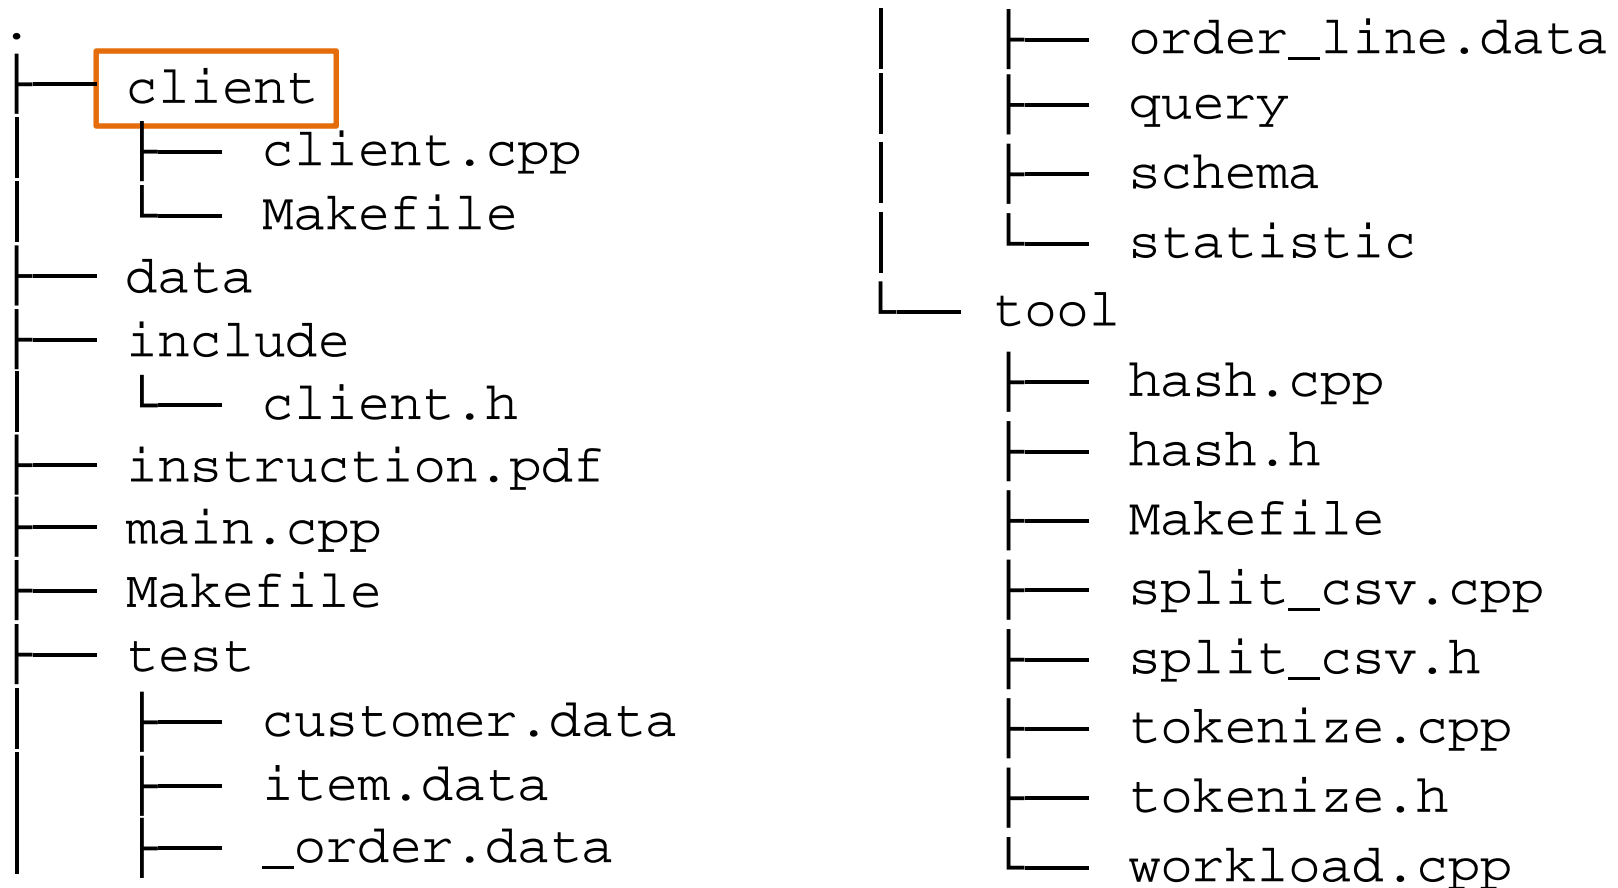 .
client
client.cpp
Makefile
data
include
client.h
instruction.pdf
main.cpp
Makefile
test
customer.data
item.data
_order.data
order_line.data
query
schema
statistic
tool
hash.cpp
hash.h
Makefile
split_csv.cpp
split_csv.h
tokenize.cpp
tokenize.h
workload.cpp